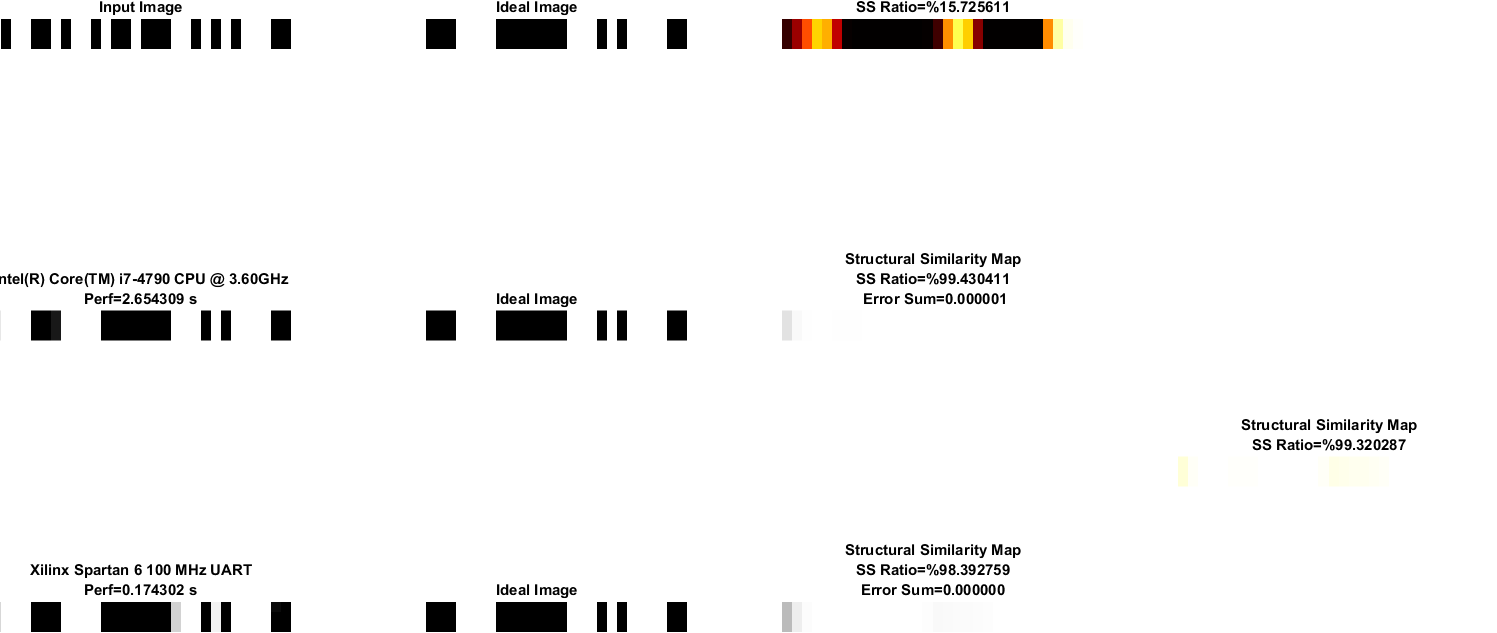 Input Image
Ideal Image
SS Ratio=%15.725611
ntel(R) Core(TM) i7-4790 CPU @ 3.60GHz
Perf=2.654309 s
Ideal Image
Structural Similarity Map
SS Ratio=%99.430411
Error Sum=0.000001
Structural Similarity Map
SS Ratio=%99.320287
Xilinx Spartan 6 100 MHz UART
Perf=0.174302 s
Ideal Image
Structural Similarity Map
SS Ratio=%98.392759
Error Sum=0.000000